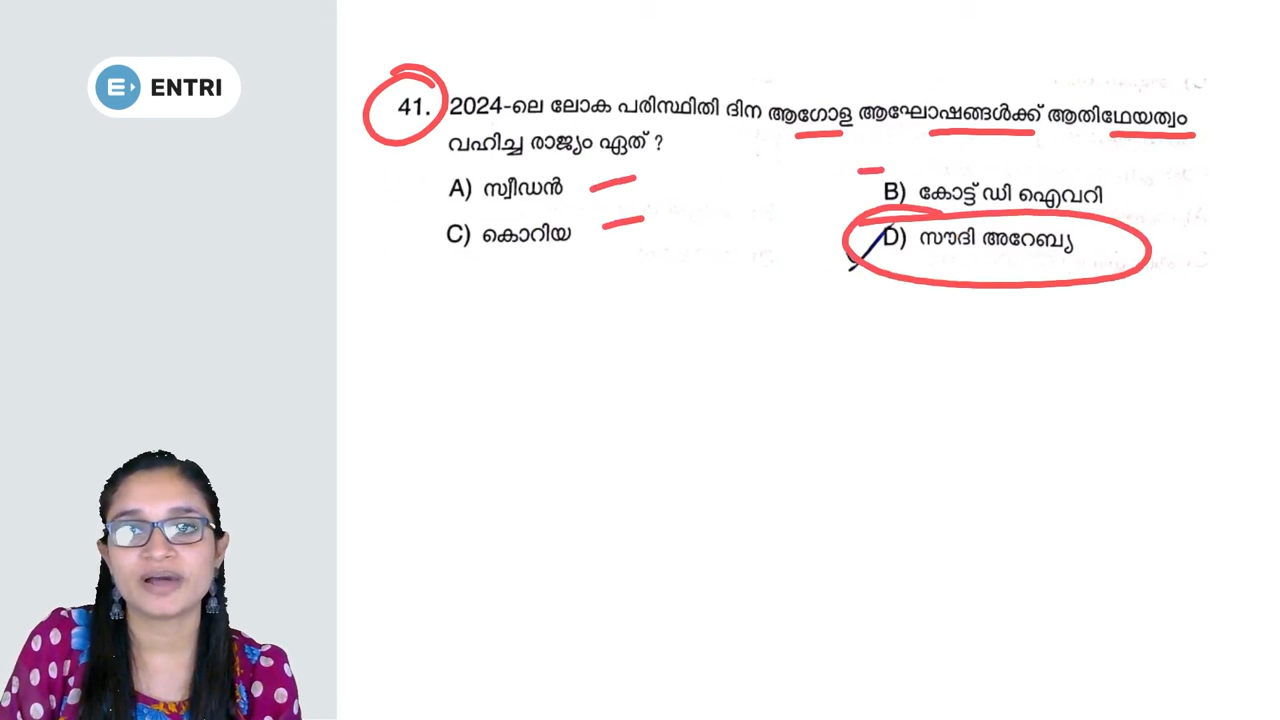 ENTRI
41. 2024-ലെ ലോക പരിസ്ഥിതി ദിന ആഗോള ആഘോഷങ്ങൾക്ക് ആതിഥേയത്വം
വഹിച്ച രാജ്യം ഏത് ?
A) സ്വീഡൻ
B) കോട്ട് ഡി ഐവറി
C) കൊറിയ
D) സൗദി അറേബ്യ